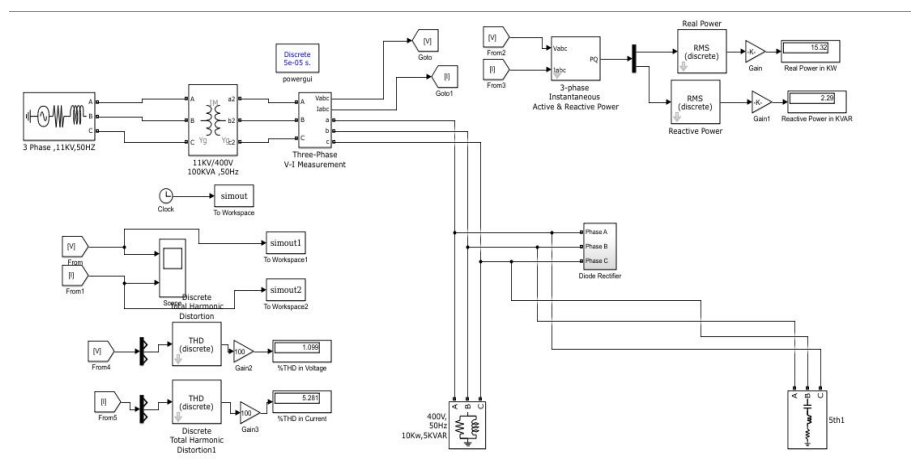 Discrete
5e-05 s.
powergui
[V]
Goto
[I]
Goto1
[V]
From2
[I]
From3
Vabc
Iabc
PQ
3-phase
Instantaneous
Active & Reactive Power
Real Power
RMS
(discrete)
-K-
Gain
15.32
Real Power in KW
RMS
(discrete)
Reactive Power
-K-
Gain1
2.29
Reactive Power in KVAR
A
B
C
3 Phase ,11KV,50HZ
A
B
C
a2
b2
c2
Yg
Yg
11KV/400V
100KVA ,50Hz
A
B
C
Vabc
Iabc
a
b
c
Three-Phase
V-I Measurement
Clock
simout
To Workspace
[V]
From
[I]
From1
Scope
simout1
To Workspace1
simout2
To Workspace2
Phase A
Phase B
Phase C
Diode Rectifier
Discrete
Total Harmonic
Distortion
[V]
From4
THD
(discrete)
100
Gain2
1.099
%THD in Voltage
[I]
From5
THD
(discrete)
100
Gain3
5.281
%THD in Current
Discrete
Total Harmonic
Distortion1
400V,
50Hz
10Kw,5KVAR
A
B
C
A
B
C
5th1